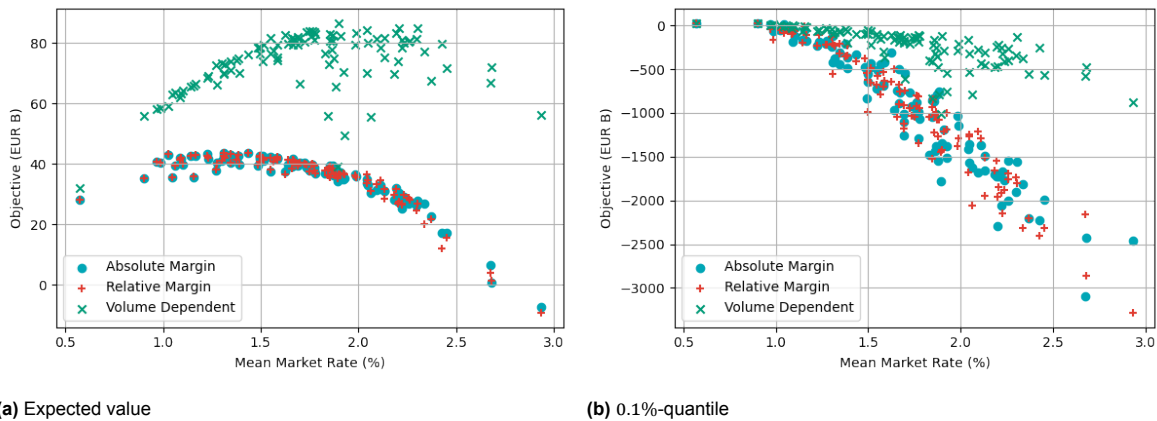 80
60
40
20
0
Objective (EUR B)
Absolute Margin
Relative Margin
Volume Dependent
0.5
1.0
1.5
2.0
2.5
3.0
Mean Market Rate (%)
(a) Expected value
0
−500
−1000
−1500
−2000
−2500
−3000
Objective (EUR B)
Absolute Margin
Relative Margin
Volume Dependent
0.5
1.0
1.5
2.0
2.5
3.0
Mean Market Rate (%)
(b) 0.1%-quantile